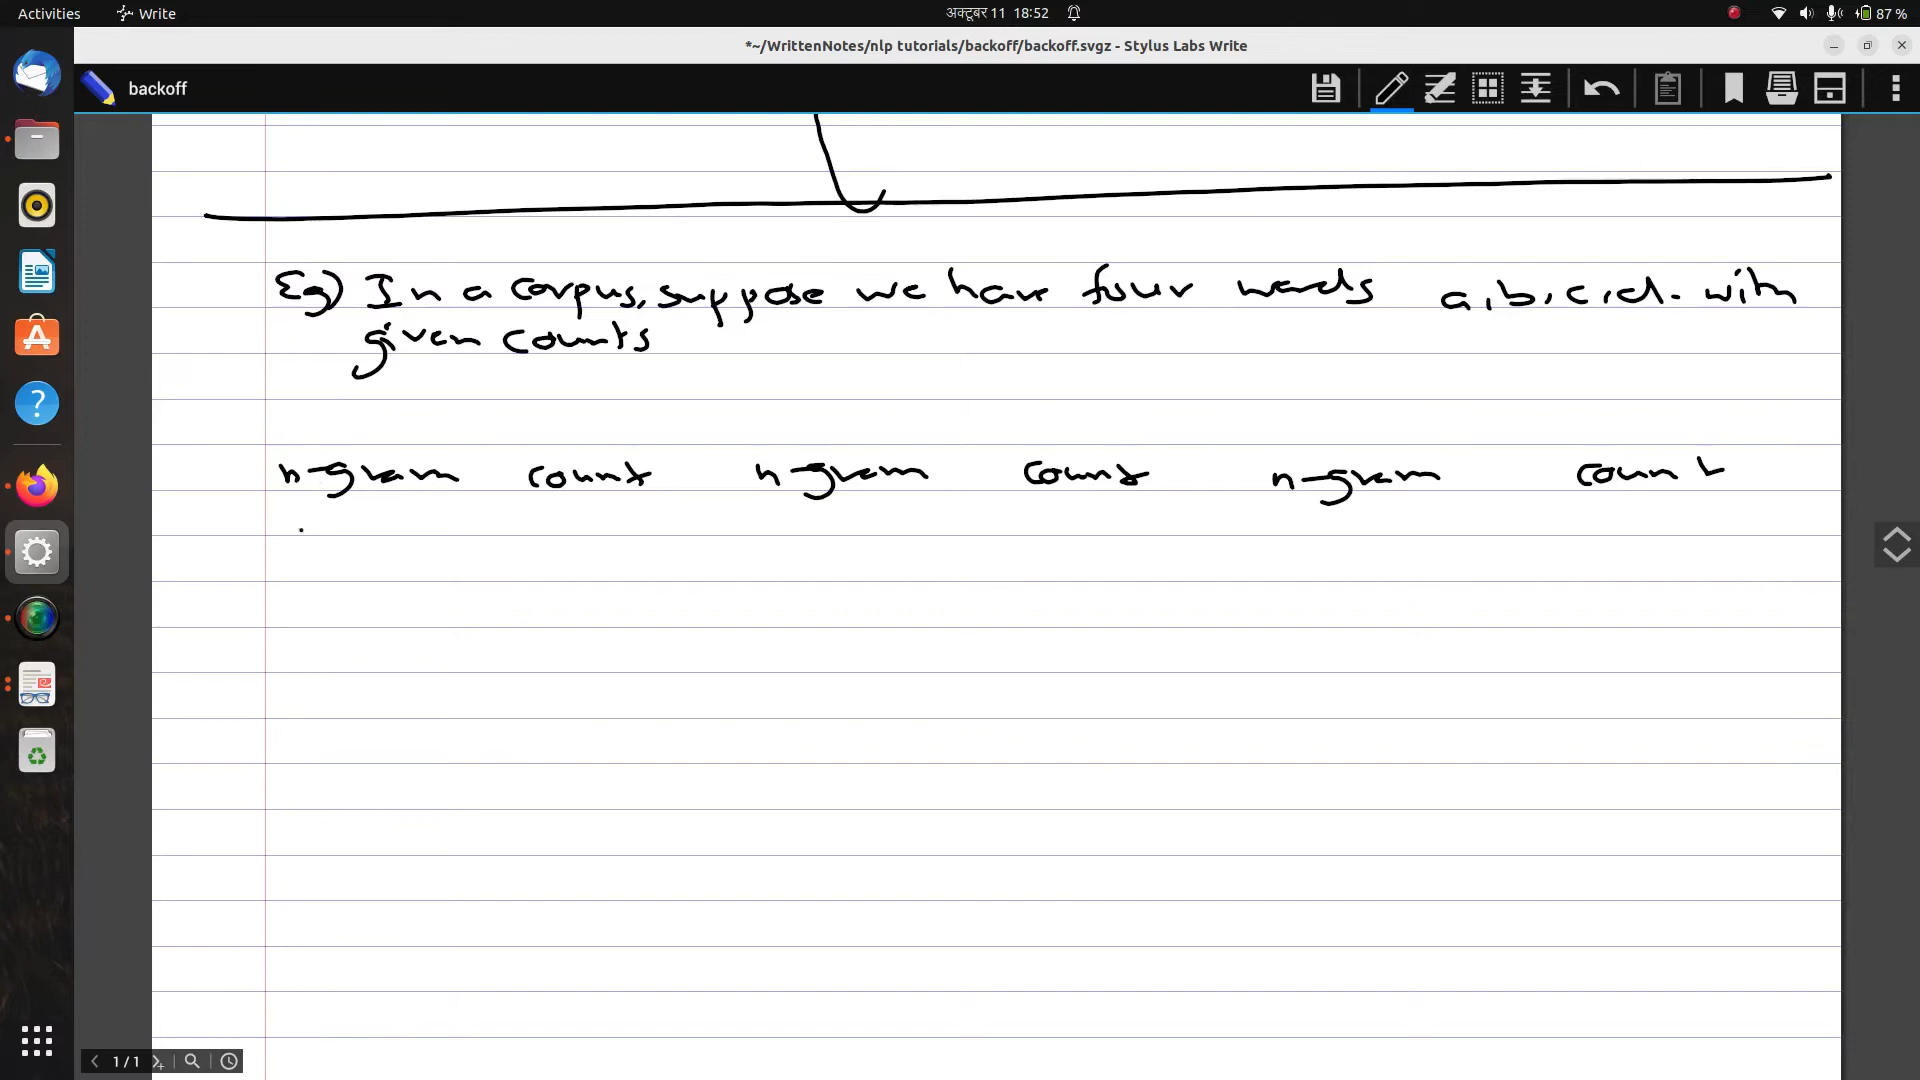 Activities Write अक्टूबर 11 18:52 87 %
*~/WrittenNotes/nlp tutorials/backoff/backoff.svgz - Stylus Labs Write
backoff
Eg) In a corpus, suppose we have four words a, b, c, d. with
given counts
n-gram count n-gram count n-gram count
1 / 1